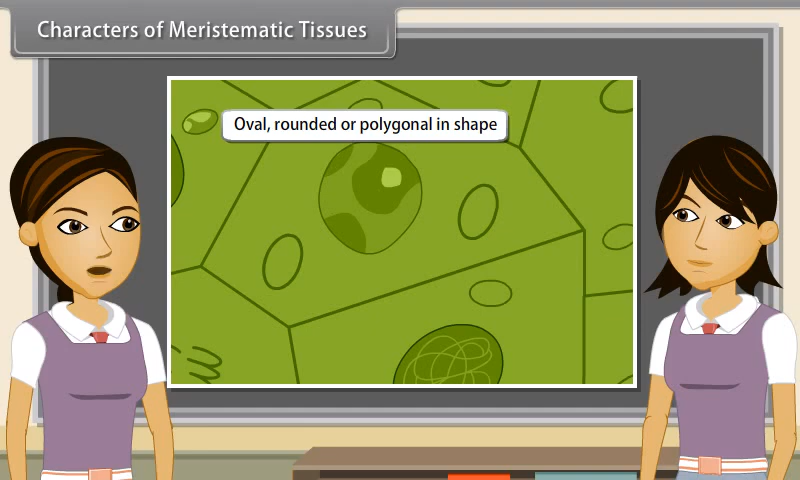 Characters of Meristematic Tissues
Oval, rounded or polygonal in shape